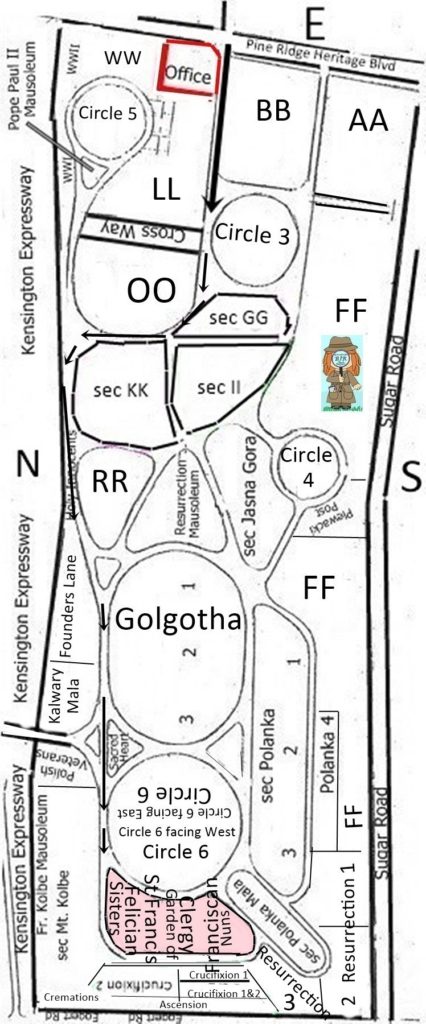 E
Pine Ridge Heritage Blvd
Pope Paul II
Mausoleum
WWII
WW
Office
BB
AA
Circle 5
WWI
LL
Cross Way
Circle 3
Kensington Expressway
OO
sec GG
FF
Sugar Road
sec KK
sec II
N
S
Holy Innocents
RR
Resurrection
Mausoleum
sec Jasna Gora
Circle
4
Plewacki
Post
FF
Kensington Expressway
Founders Lane
Golgotha
1
2
3
Kalwary
Mala
Sacred
Heart
sec Polanka
1
2
3
Polanka 4
FF
Polish
Veterans
Circle 6
Circle 6 facing East
Circle 6 facing West
Circle 6
Kensington Expressway
Sugar Road
Fr. Kolbe Mausoleum
sec Mt. Kolbe
Felician
Sisters
Clergy
St Francis
Garden of
Franciscan
Nuns
sec Polanka Mala
Resurrection 1
2
Resurrection
3
Crucifixion 2
Crucifixion 1
Crucifixion 1&2
Cremations
Ascension
Egert Rd
Egert Rd